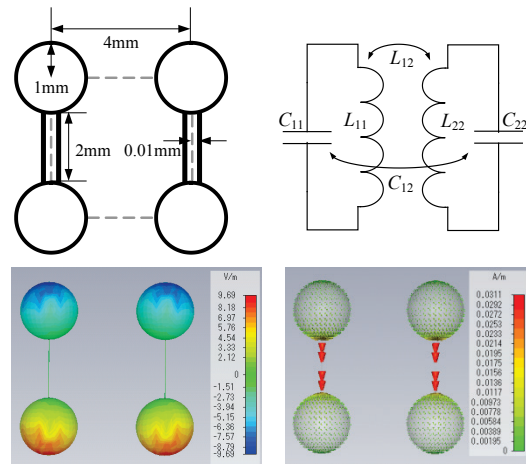 4mm
1mm
2mm
0.01mm
L12
C11
L11
L22
C22
C12
V/m
9.69
8.97
7.36
5.76
4.54
3.33
2.12
0
-1.51
-2.73
-3.94
-5.15
-6.36
-7.57
-8.79
-9.69
A/m
0.0311
0.0292
0.0272
0.0253
0.0233
0.0214
0.0195
0.0175
0.0156
0.0136
0.0117
0.00973
0.00778
0.00584
0.00389
0.00195
0